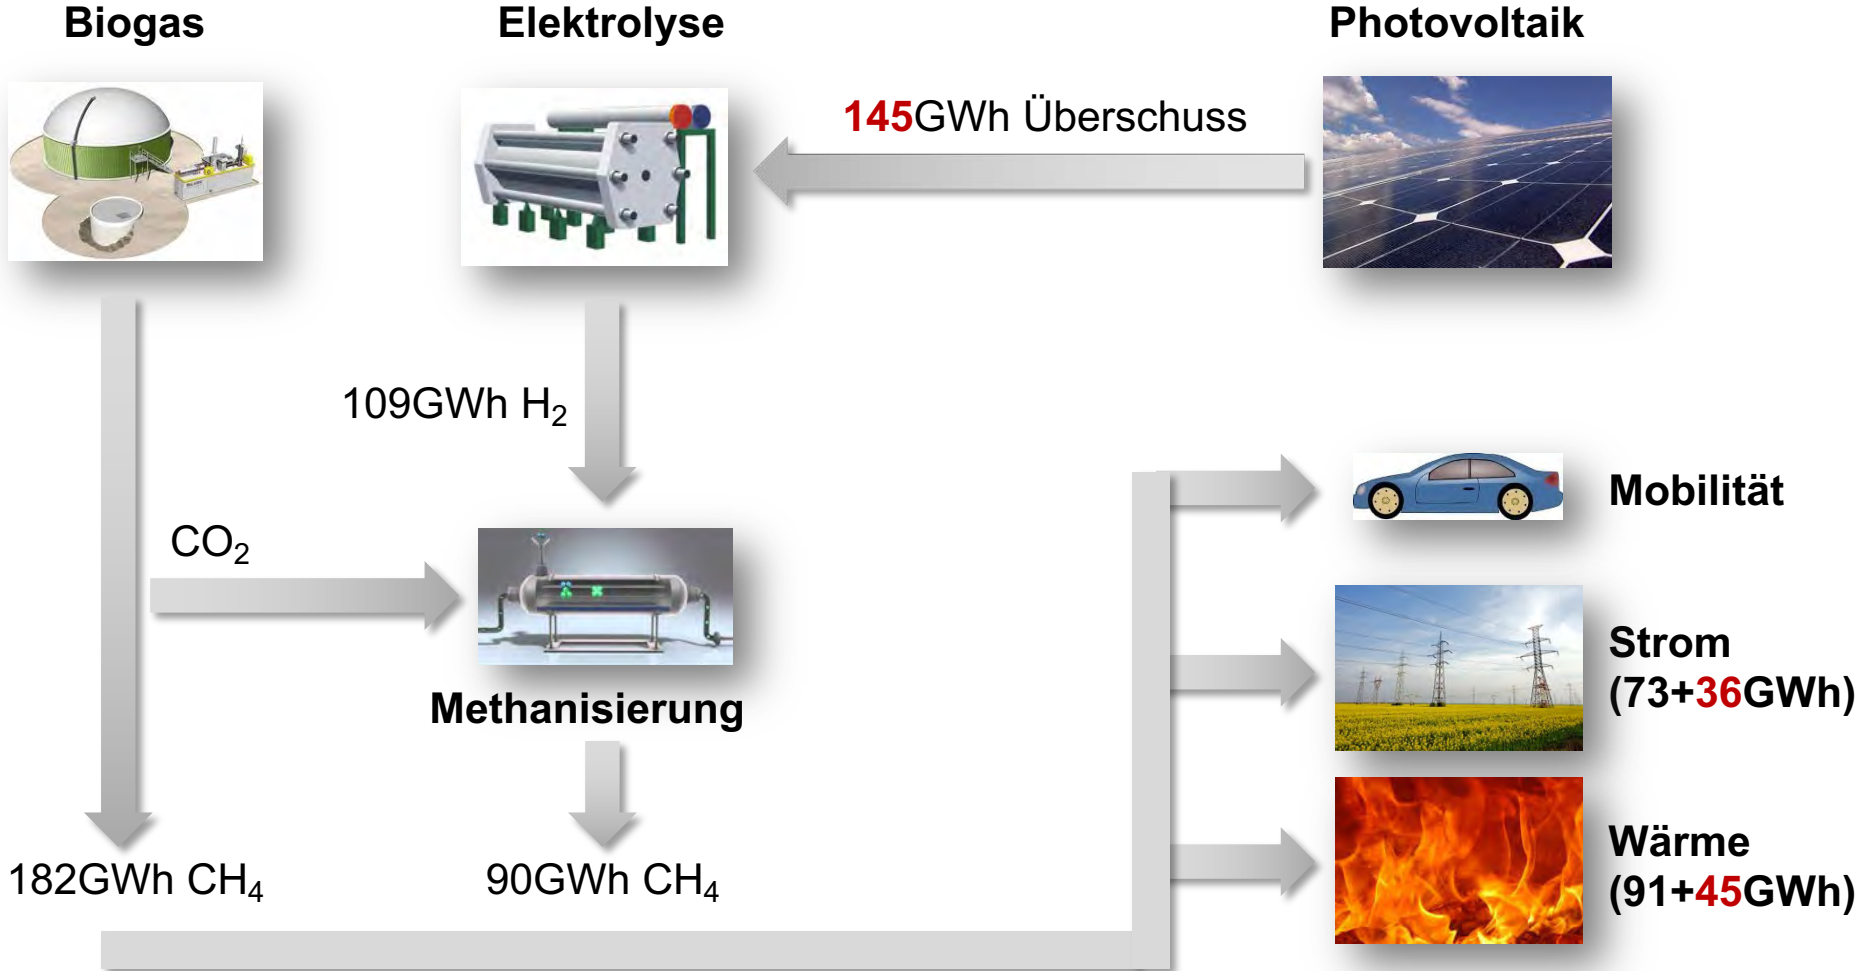 Biogas
Elektrolyse
Photovoltaik
145GWh Überschuss
109GWh H₂
CO₂
Mobilität
Strom
(73+36GWh)
Methanisierung
Wärme
(91+45GWh)
182GWh CH₄
90GWh CH₄